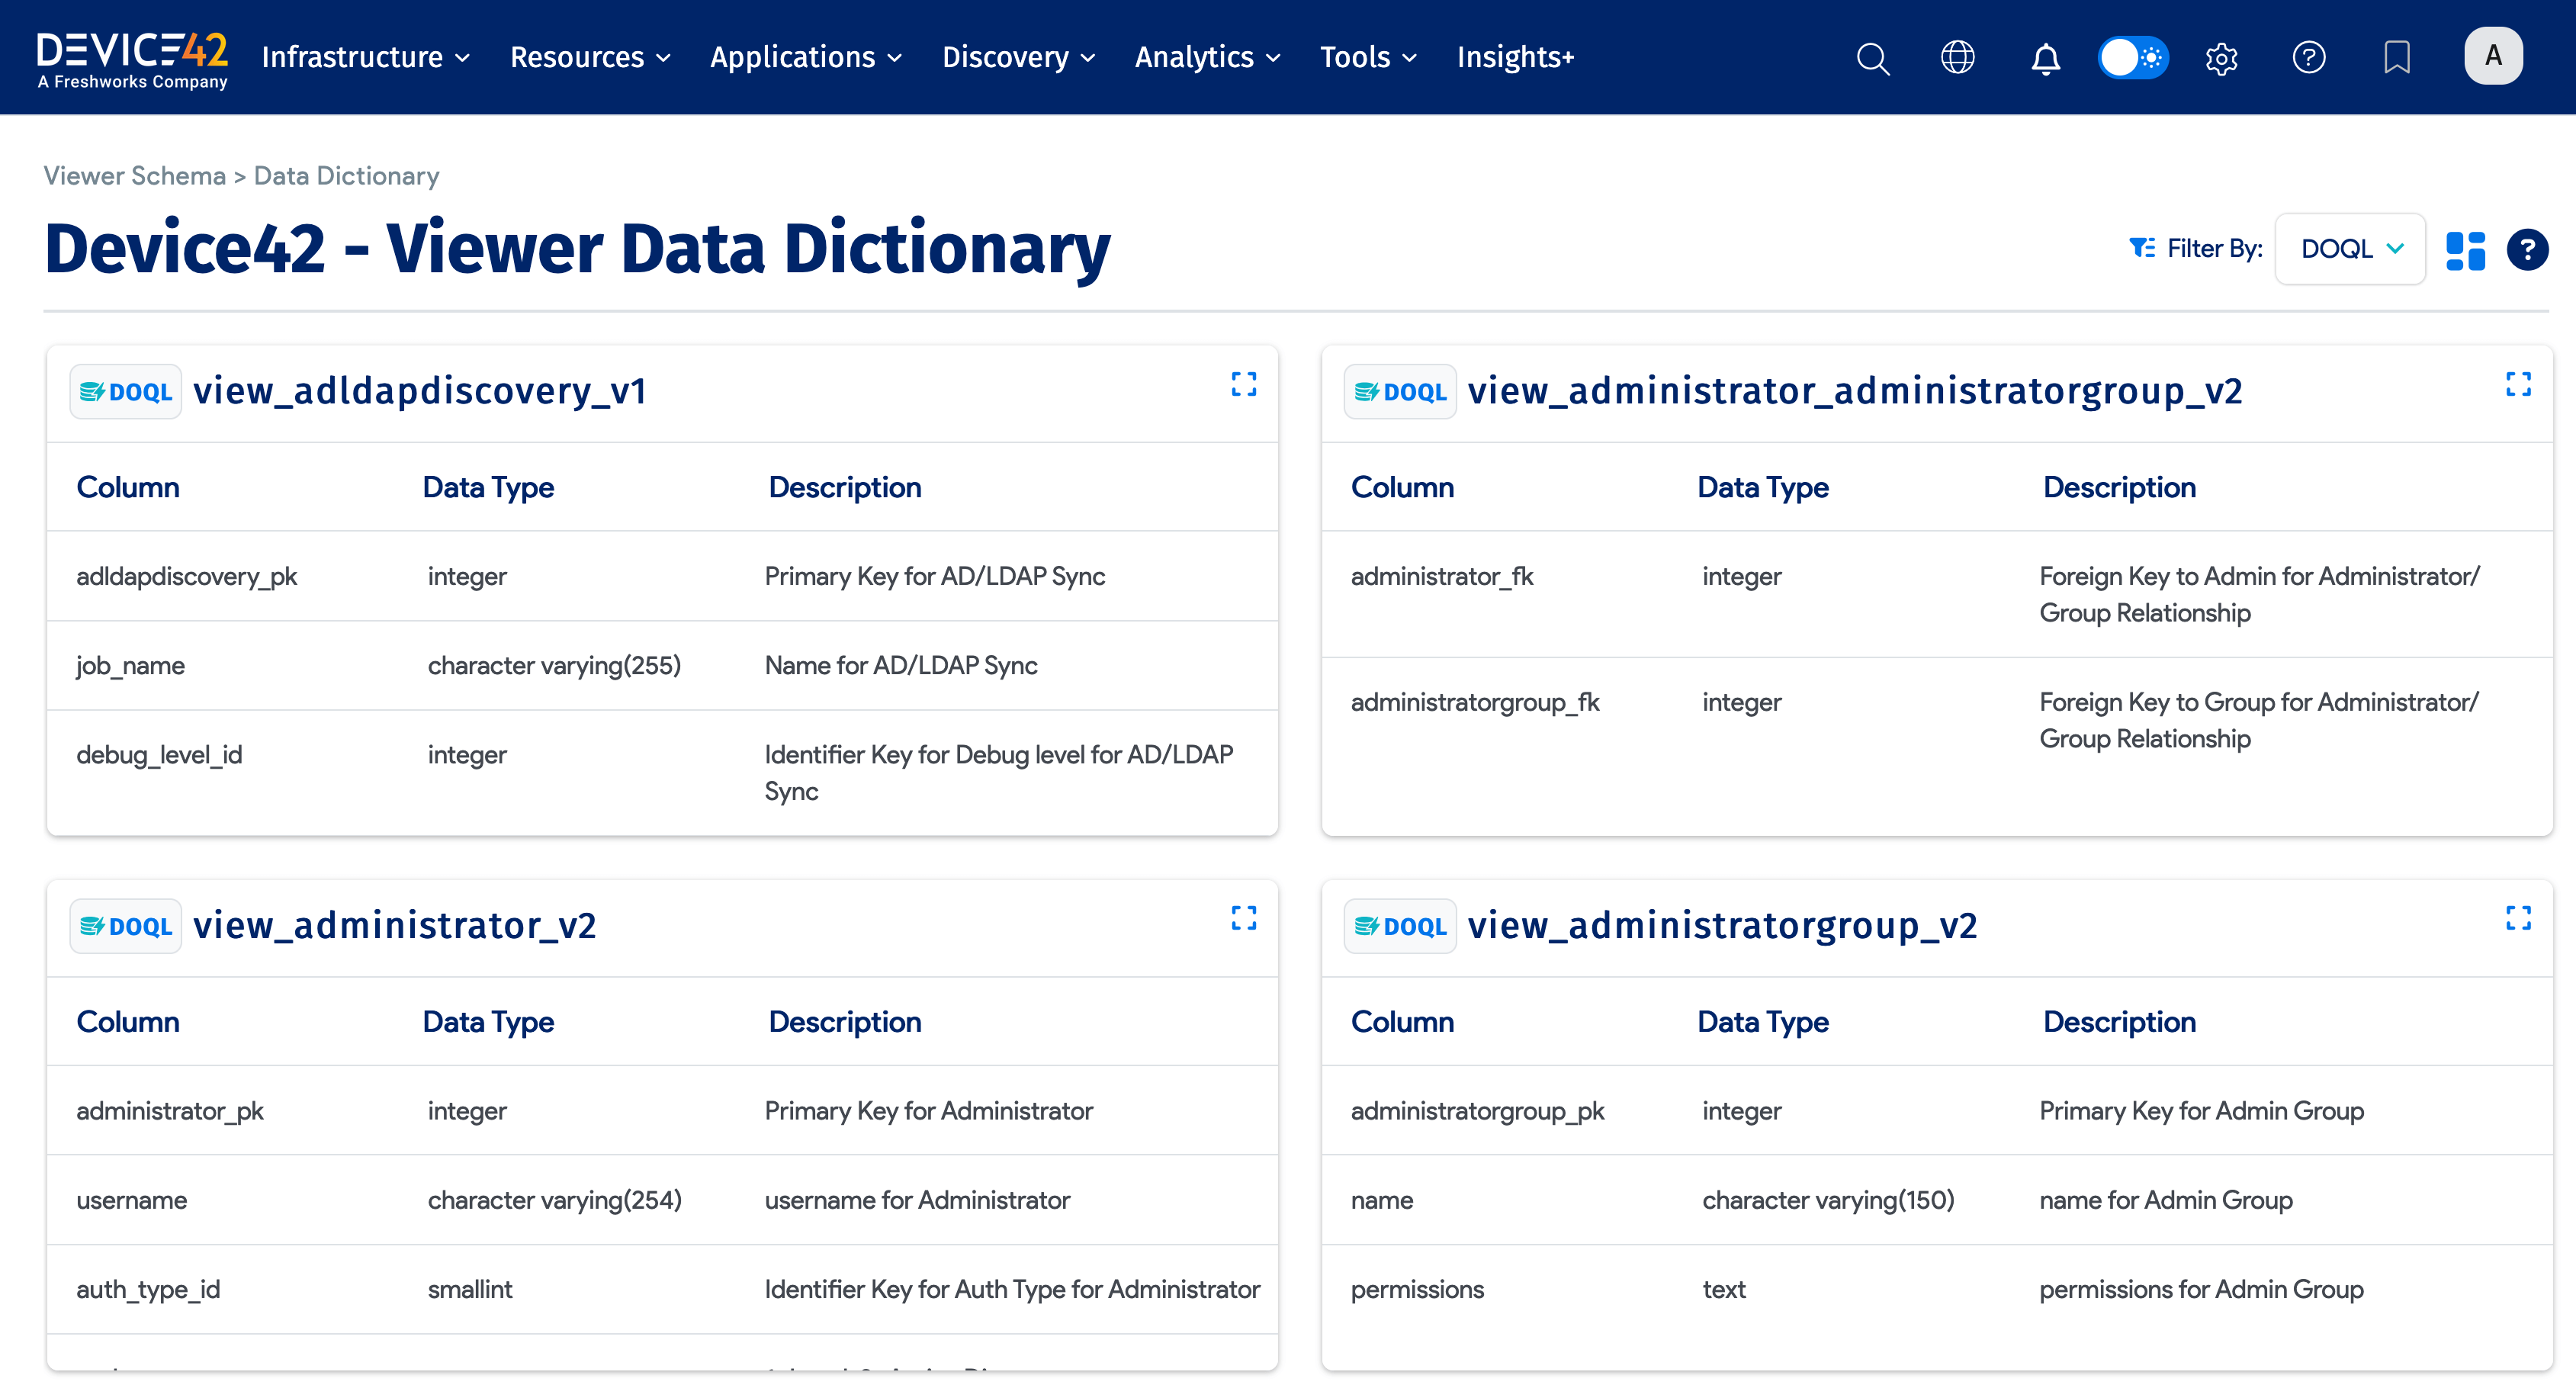 DEVICE42
A Freshworks Company
Infrastructure Resources Applications Discovery Analytics Tools Insights+
A
Viewer Schema > Data Dictionary
Device42 - Viewer Data Dictionary
Filter By: DOQL
DOQL view_adldapdiscovery_v1
Column Data Type Description
adldapdiscovery_pk integer Primary Key for AD/LDAP Sync
job_name character varying(255) Name for AD/LDAP Sync
debug_level_id integer Identifier Key for Debug level for AD/LDAP
Sync
DOQL view_administrator_administratorgroup_v2
Column Data Type Description
administrator_fk integer Foreign Key to Admin for Administrator/
Group Relationship
administratorgroup_fk integer Foreign Key to Group for Administrator/
Group Relationship
DOQL view_administrator_v2
Column Data Type Description
administrator_pk integer Primary Key for Administrator
username character varying(254) username for Administrator
auth_type_id smallint Identifier Key for Auth Type for Administrator
DOQL view_administratorgroup_v2
Column Data Type Description
administratorgroup_pk integer Primary Key for Admin Group
name character varying(150) name for Admin Group
permissions text permissions for Admin Group